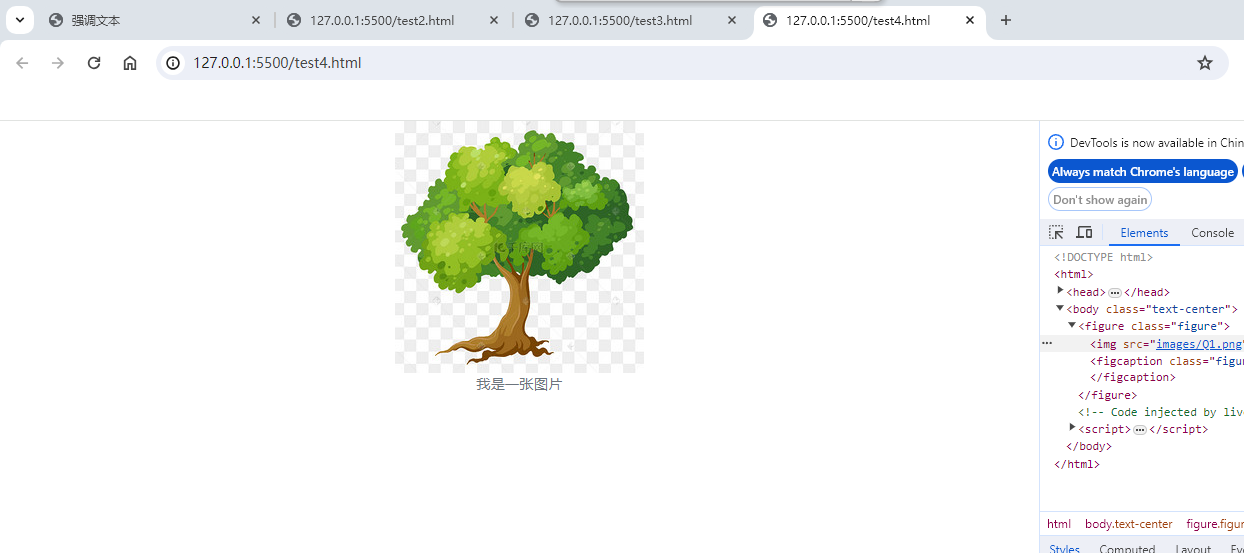 强调文本
127.0.0.1:5500/test2.html
127.0.0.1:5500/test3.html
127.0.0.1:5500/test4.html
127.0.0.1:5500/test4.html
我是一张图片
DevTools is now available in Chin
Always match Chrome's language
Don't show again
Elements Console
<!DOCTYPE html>
<html>
<head> ⋯ </head>
<body class="text-center">
<figure class="figure">
<img src="images/Q1.png"
<figcaption class="figu
</figcaption>
</figure>
<!-- Code injected by liv
<script> ⋯ </script>
</body>
</html>
html body.text-center figure.figur
Styles Computed Layout Ev